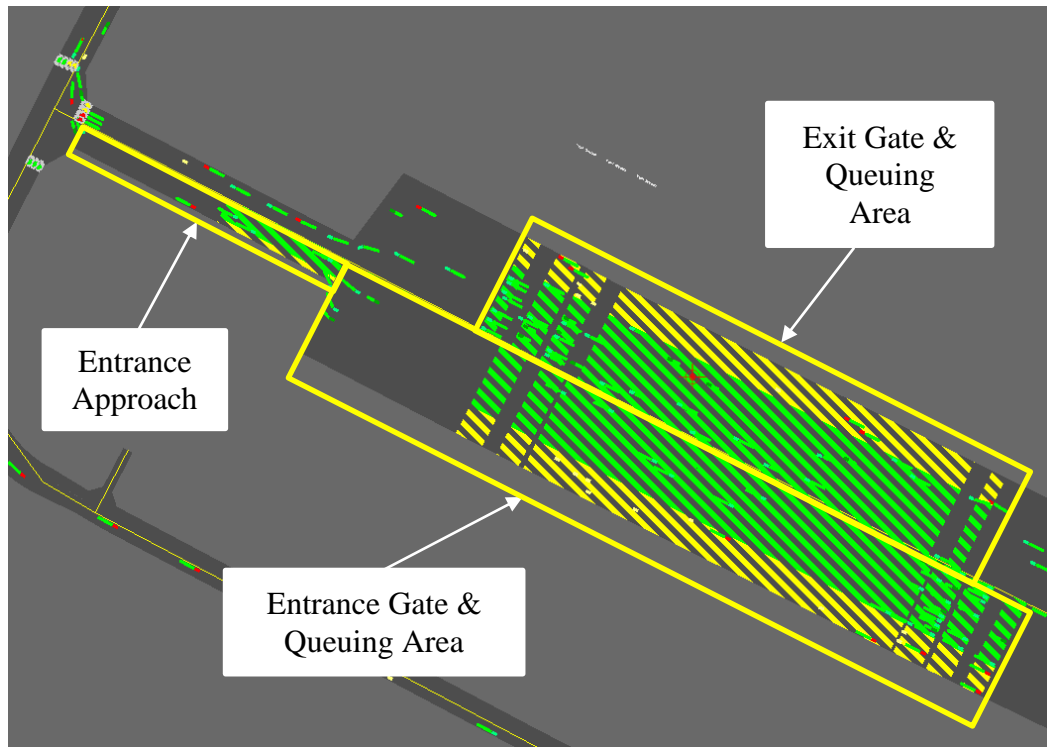 Exit Gate &
Queuing
Area
Entrance
Approach
Entrance Gate &
Queuing Area